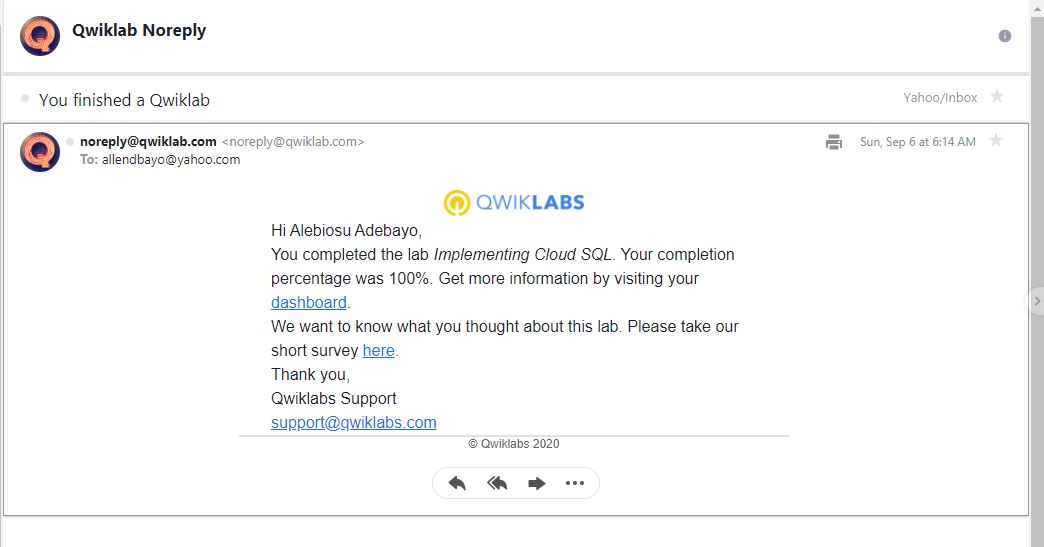 Qwiklab Noreply
You finished a Qwiklab
Yahoo/Inbox
noreply@qwiklab.com <noreply@qwiklab.com>
Sun, Sep 6 at 6:14 AM
To: allendbayo@yahoo.com
QWIKLABS
Hi Alebiosu Adebayo,
You completed the lab Implementing Cloud SQL. Your completion
percentage was 100%. Get more information by visiting your
dashboard.
We want to know what you thought about this lab. Please take our
short survey here.
Thank you,
Qwiklabs Support
support@qwiklabs.com
© Qwiklabs 2020